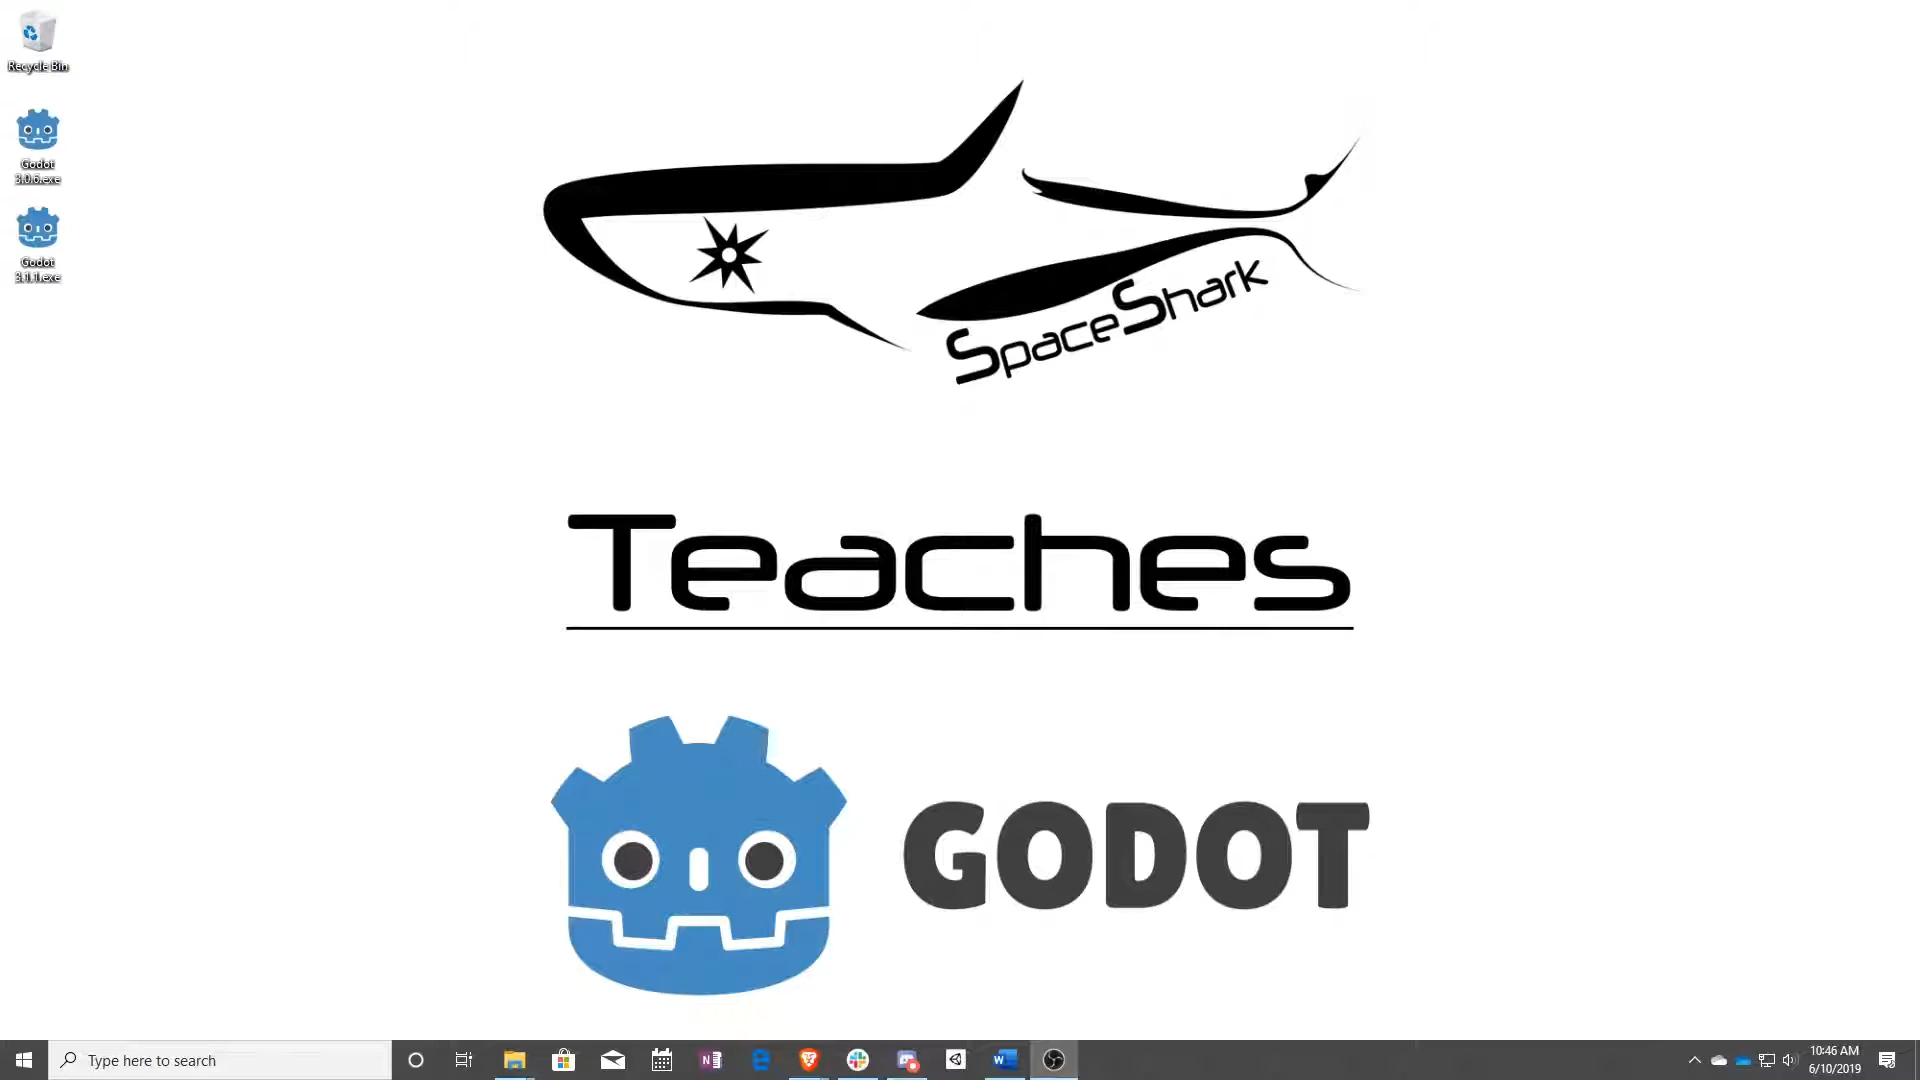 Recycle Bin
Godot
3.0.6.exe
Godot
3.1.1.exe
SpaceShark
Teaches
GODOT
Type here to search
10:46 AM
6/10/2019